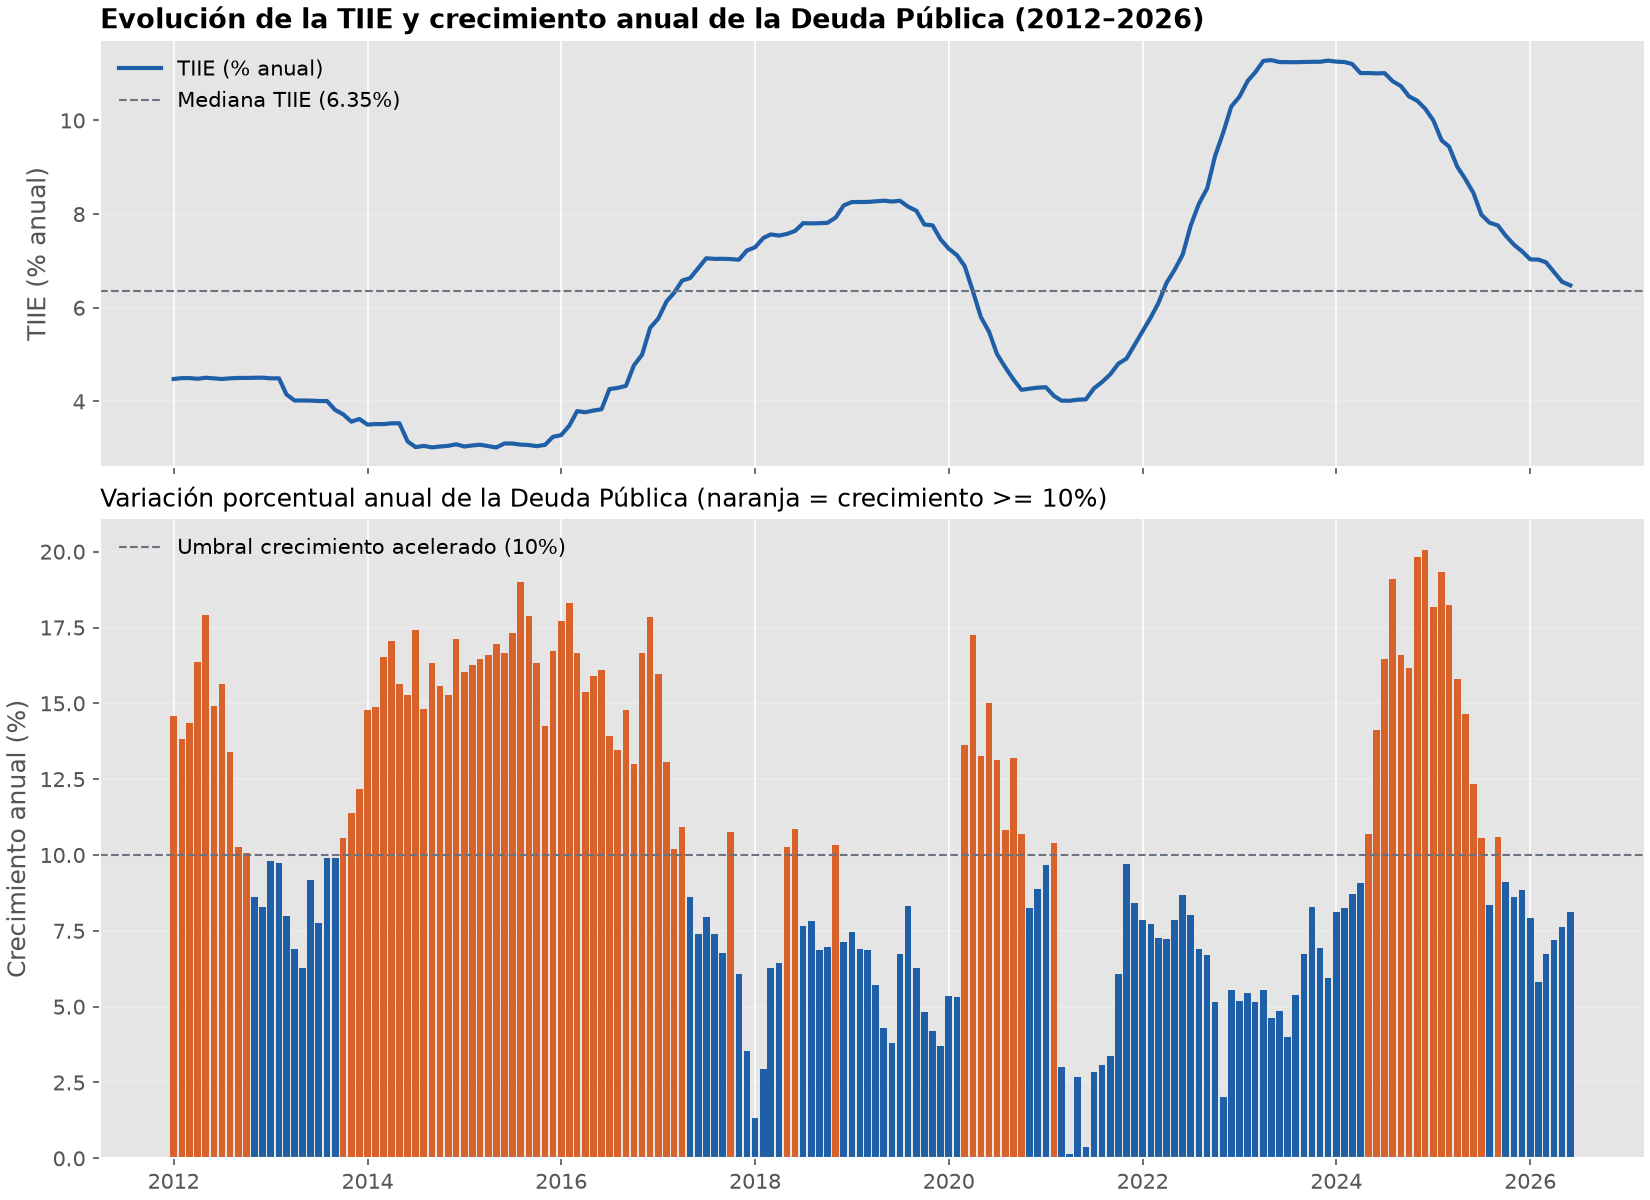 Evolución de la TIIE y crecimiento anual de la Deuda Pública (2012–2026)
TIIE (% anual)
Mediana TIIE (6.35%)
TIIE (% anual)
10
8
6
4
Variación porcentual anual de la Deuda Pública (naranja = crecimiento >= 10%)
Umbral crecimiento acelerado (10%)
Crecimiento anual (%)
20.0
17.5
15.0
12.5
10.0
7.5
5.0
2.5
0.0
2012 2014 2016 2018 2020 2022 2024 2026